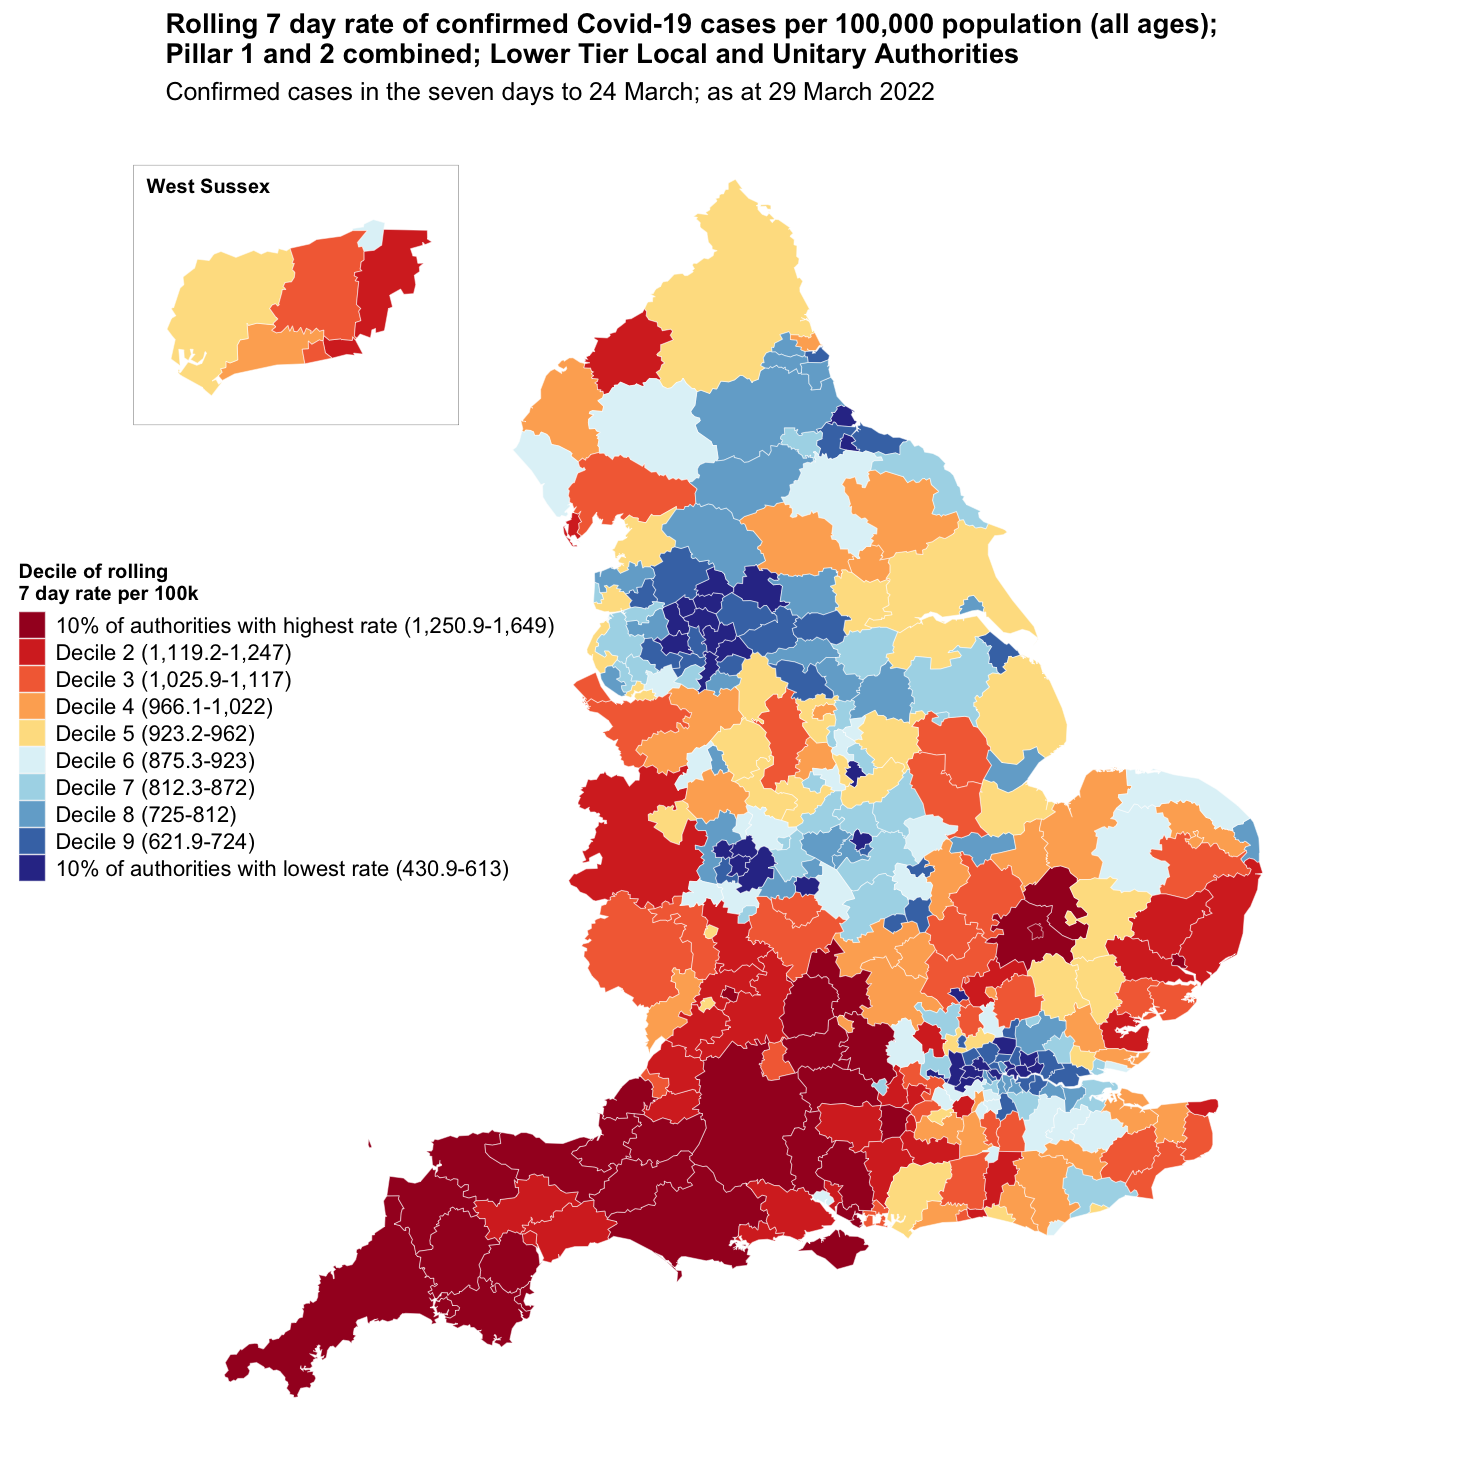 Rolling 7 day rate of confirmed Covid-19 cases per 100,000 population (all ages);
Pillar 1 and 2 combined; Lower Tier Local and Unitary Authorities
Confirmed cases in the seven days to 24 March; as at 29 March 2022
West Sussex
Decile of rolling
7 day rate per 100k
10% of authorities with highest rate (1,250.9-1,649)
Decile 2 (1,119.2-1,247)
Decile 3 (1,025.9-1,117)
Decile 4 (966.1-1,022)
Decile 5 (923.2-962)
Decile 6 (875.3-923)
Decile 7 (812.3-872)
Decile 8 (725-812)
Decile 9 (621.9-724)
10% of authorities with lowest rate (430.9-613)